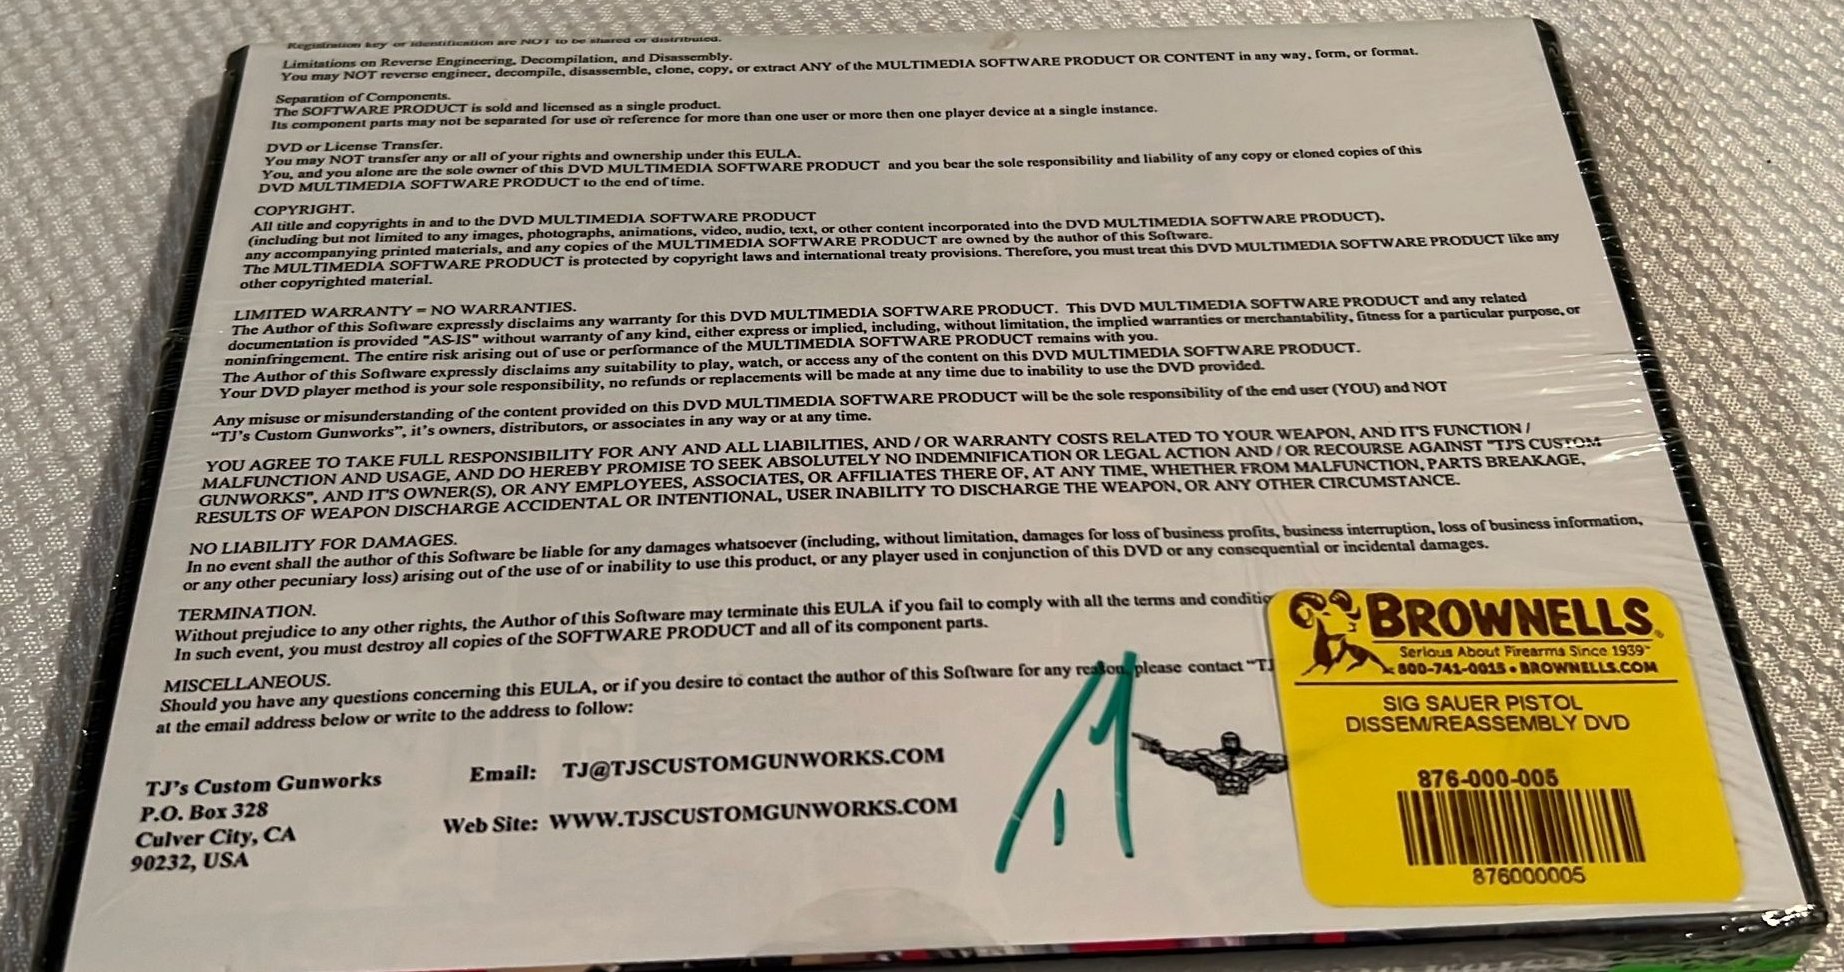 Registration key or identification are NOT to be shared or distributed.
Limitations on Reverse Engineering, Decompilation, and Disassembly.
You may NOT reverse engineer, decompile, disassemble, clone, copy, or extract ANY of the MULTIMEDIA SOFTWARE PRODUCT OR CONTENT in any way, form, or format.
Separation of Components.
The SOFTWARE PRODUCT is sold and licensed as a single product.
Its component parts may not be separated for use or reference for more than one user or more then one player device at a single instance.
DVD or License Transfer.
You may NOT transfer any or all of your rights and ownership under this EULA.
You, and you alone are the sole owner of this DVD MULTIMEDIA SOFTWARE PRODUCT and you bear the sole responsibility and liability of any copy or cloned copies of this
DVD MULTIMEDIA SOFTWARE PRODUCT to the end of time.
COPYRIGHT.
All title and copyrights in and to the DVD MULTIMEDIA SOFTWARE PRODUCT
(including but not limited to any images, photographs, animations, video, audio, text, or other content incorporated into the DVD MULTIMEDIA SOFTWARE PRODUCT),
any accompanying printed materials, and any copies of the MULTIMEDIA SOFTWARE PRODUCT are owned by the author of this Software.
The MULTIMEDIA SOFTWARE PRODUCT is protected by copyright laws and international treaty provisions. Therefore, you must treat this DVD MULTIMEDIA SOFTWARE PRODUCT like any
other copyrighted material.
LIMITED WARRANTY = NO WARRANTIES.
The Author of this Software expressly disclaims any warranty for this DVD MULTIMEDIA SOFTWARE PRODUCT. This DVD MULTIMEDIA SOFTWARE PRODUCT and any related
documentation is provided "AS-IS" without warranty of any kind, either express or implied, including, without limitation, the implied warranties or merchantability, fitness for a particular purpose, or
noninfringement. The entire risk arising out of use or performance of the MULTIMEDIA SOFTWARE PRODUCT remains with you.
The Author of this Software expressly disclaims any suitability to play, watch, or access any of the content on this DVD MULTIMEDIA SOFTWARE PRODUCT.
Your DVD player method is your sole responsibility, no refunds or replacements will be made at any time due to inability to use the DVD provided.
Any misuse or misunderstanding of the content provided on this DVD MULTIMEDIA SOFTWARE PRODUCT will be the sole responsibility of the end user (YOU) and NOT
"TJ's Custom Gunworks", it's owners, distributors, or associates in any way or at any time.
YOU AGREE TO TAKE FULL RESPONSIBILITY FOR ANY AND ALL LIABILITIES, AND / OR WARRANTY COSTS RELATED TO YOUR WEAPON, AND IT'S FUNCTION /
MALFUNCTION AND USAGE, AND DO HEREBY PROMISE TO SEEK ABSOLUTELY NO INDEMNIFICATION OR LEGAL ACTION AND / OR RECOURSE AGAINST "TJ'S CUSTOM
GUNWORKS", AND IT'S OWNER(S), OR ANY EMPLOYEES, ASSOCIATES, OR AFFILIATES THERE OF, AT ANY TIME, WHETHER FROM MALFUNCTION, PARTS BREAKAGE,
RESULTS OF WEAPON DISCHARGE ACCIDENTAL OR INTENTIONAL, USER INABILITY TO DISCHARGE THE WEAPON, OR ANY OTHER CIRCUMSTANCE.
NO LIABILITY FOR DAMAGES.
In no event shall the author of this Software be liable for any damages whatsoever (including, without limitation, damages for loss of business profits, business interruption, loss of business information,
or any other pecuniary loss) arising out of the use of or inability to use this product, or any player used in conjunction of this DVD or any consequential or incidental damages.
TERMINATION.
Without prejudice to any other rights, the Author of this Software may terminate this EULA if you fail to comply with all the terms and conditio
In such event, you must destroy all copies of the SOFTWARE PRODUCT and all of its component parts.
MISCELLANEOUS.
Should you have any questions concerning this EULA, or if you desire to contact the author of this Software for any reason, please contact "TJ
at the email address below or write to the address to follow:
TJ's Custom Gunworks
P.O. Box 328
Culver City, CA
90232, USA
Email: TJ@TJSCUSTOMGUNWORKS.COM
Web Site: WWW.TJSCUSTOMGUNWORKS.COM
BROWNELLS
Serious About Firearms Since 1939
800-741-0015 • BROWNELLS.COM
SIG SAUER PISTOL
DISSEM/REASSEMBLY DVD
876-000-005
876000005